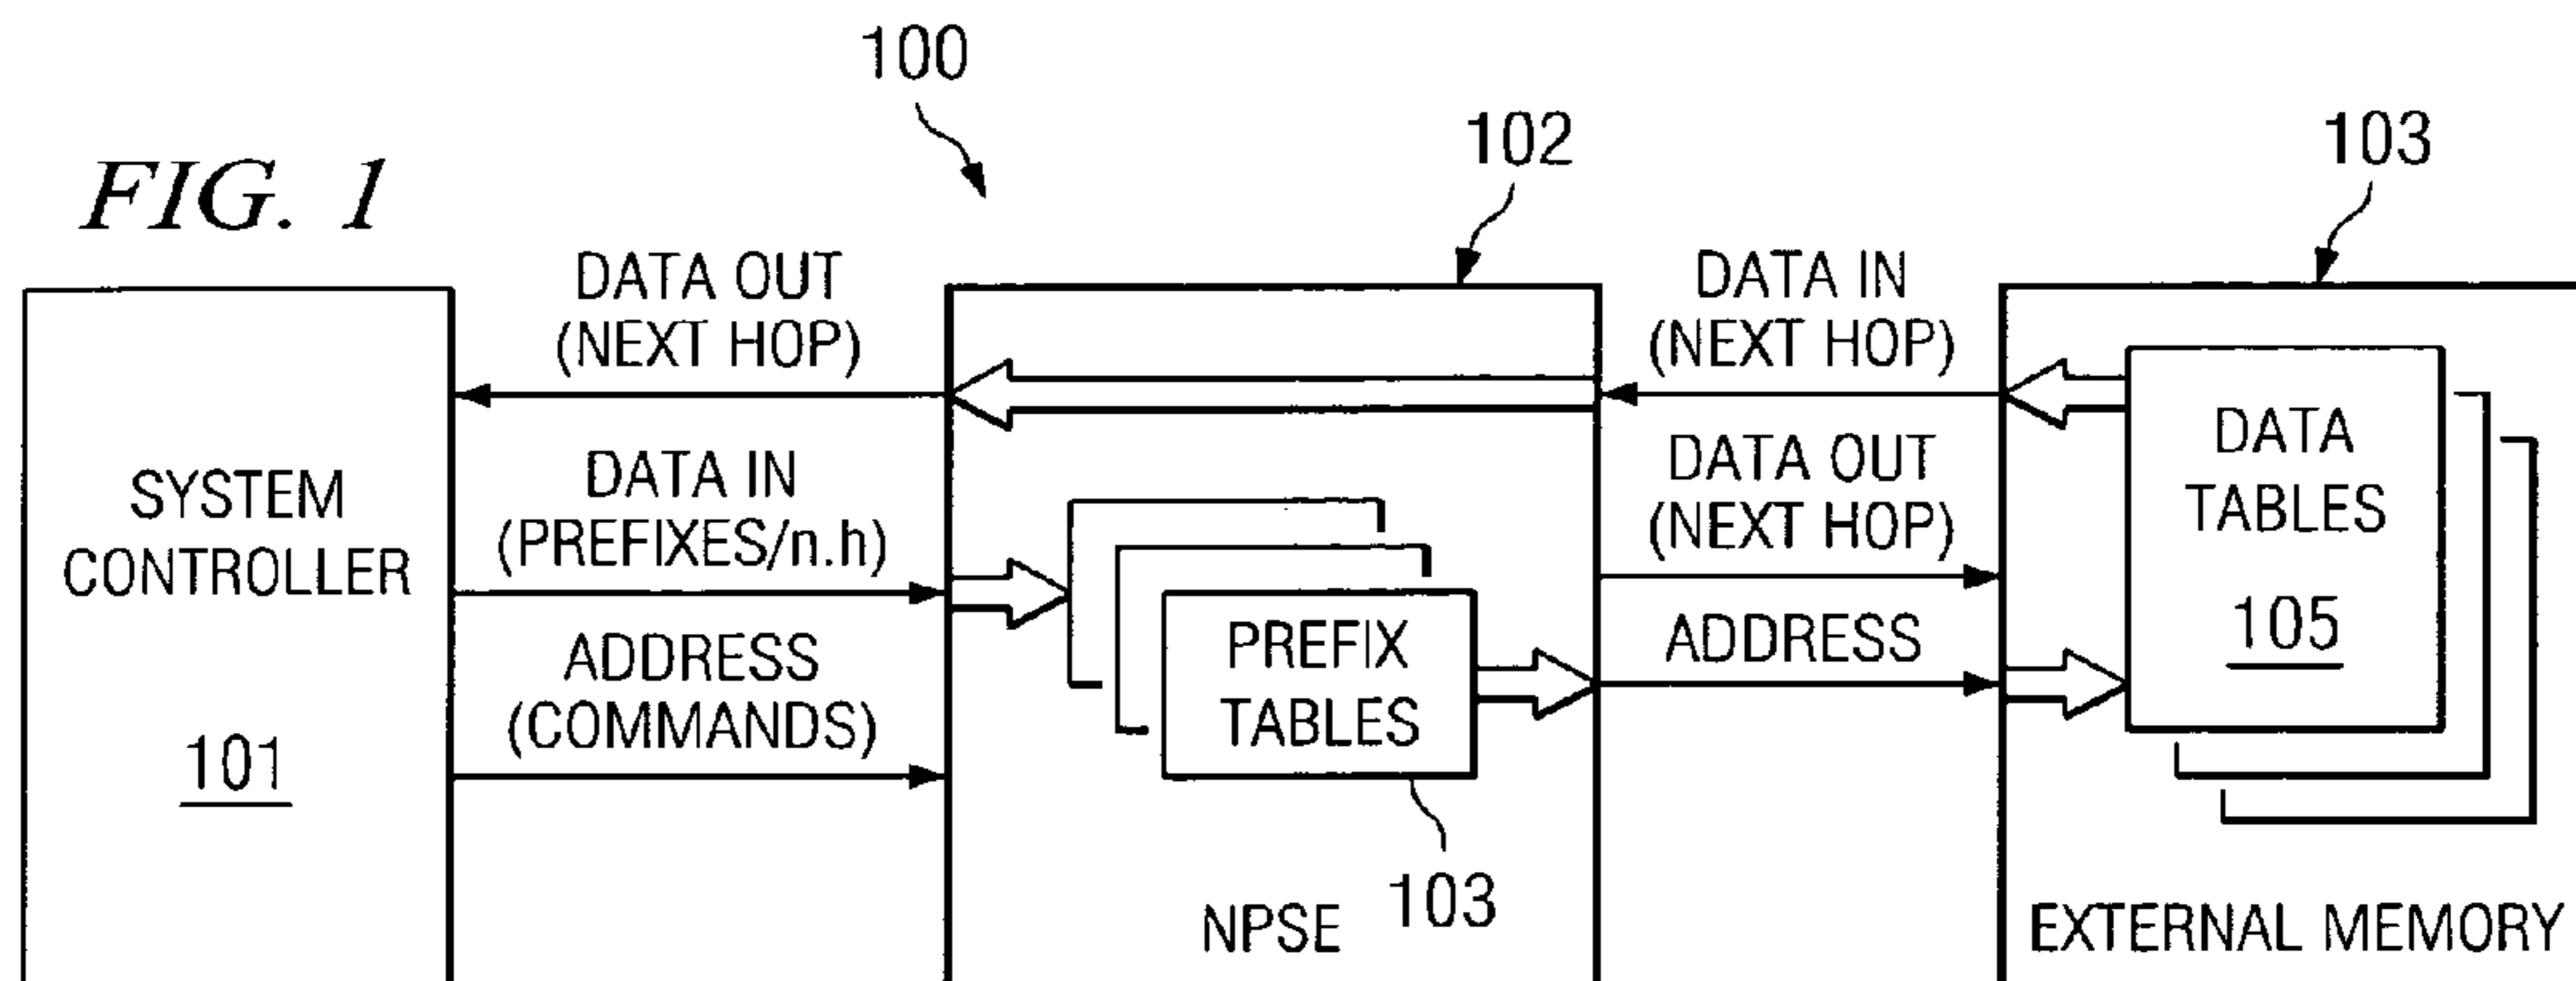 100
102
103
FIG. 1
DATA OUT
(NEXT HOP)
DATA IN
(NEXT HOP)
SYSTEM
CONTROLLER
101
DATA IN
(PREFIXES/n.h)
ADDRESS
(COMMANDS)
PREFIX
TABLES
103
NPSE
DATA OUT
(NEXT HOP)
ADDRESS
DATA
TABLES
105
EXTERNAL MEMORY